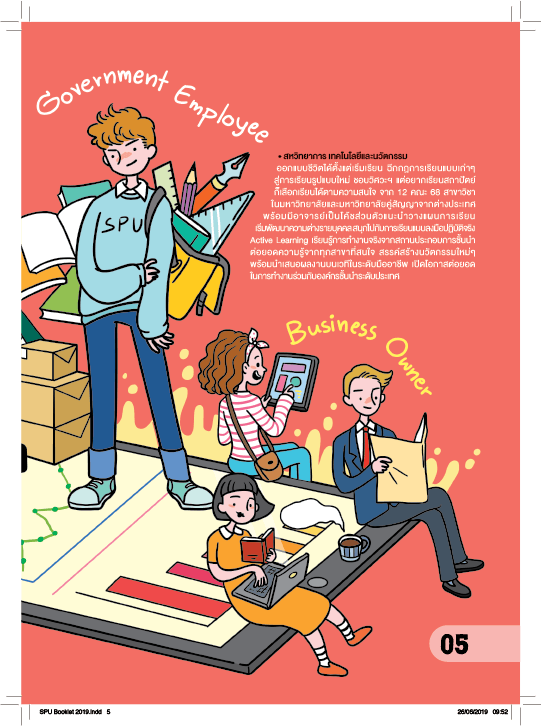 Government Employee
• สหวิทยาการ เทคโนโลยีและนวัตกรรม
ออกแบบชีวิตได้ตั้งแต่เริ่มเรียน ฉีกกฎการเรียนแบบเก่าๆ
สู่การเรียนรูปแบบใหม่ ชอบวิศวะฯ แต่อยากเรียนสถาปัตย์
ก็เลือกเรียนได้ตามความสนใจ จาก 12 คณะ 68 สาขาวิชา
ในมหาวิทยาลัยและมหาวิทยาลัยคู่สัญญาจากต่างประเทศ
พร้อมมีอาจารย์เป็นโค้ชส่วนตัวแนะนำวางแผนการเรียน
เริ่มพัฒนาความต่างรายบุคคลสนุกไปกับการเรียนแบบลงมือปฏิบัติจริง
Active Learning เรียนรู้การทำงานจริงจากสถานประกอบการชั้นนำ
ต่อยอดความรู้จากทุกสาขาที่สนใจ สรรค์สร้างนวัตกรรมใหม่ๆ
พร้อมนำเสนอผลงานบนเวทีในระดับมืออาชีพ เปิดโอกาสต่อยอด
ในการทำงานร่วมกับองค์กรชั้นนำระดับประเทศ
SPU
Business Owner
05
SPU Booklet 2019.indd 5
26/08/2019 09:52